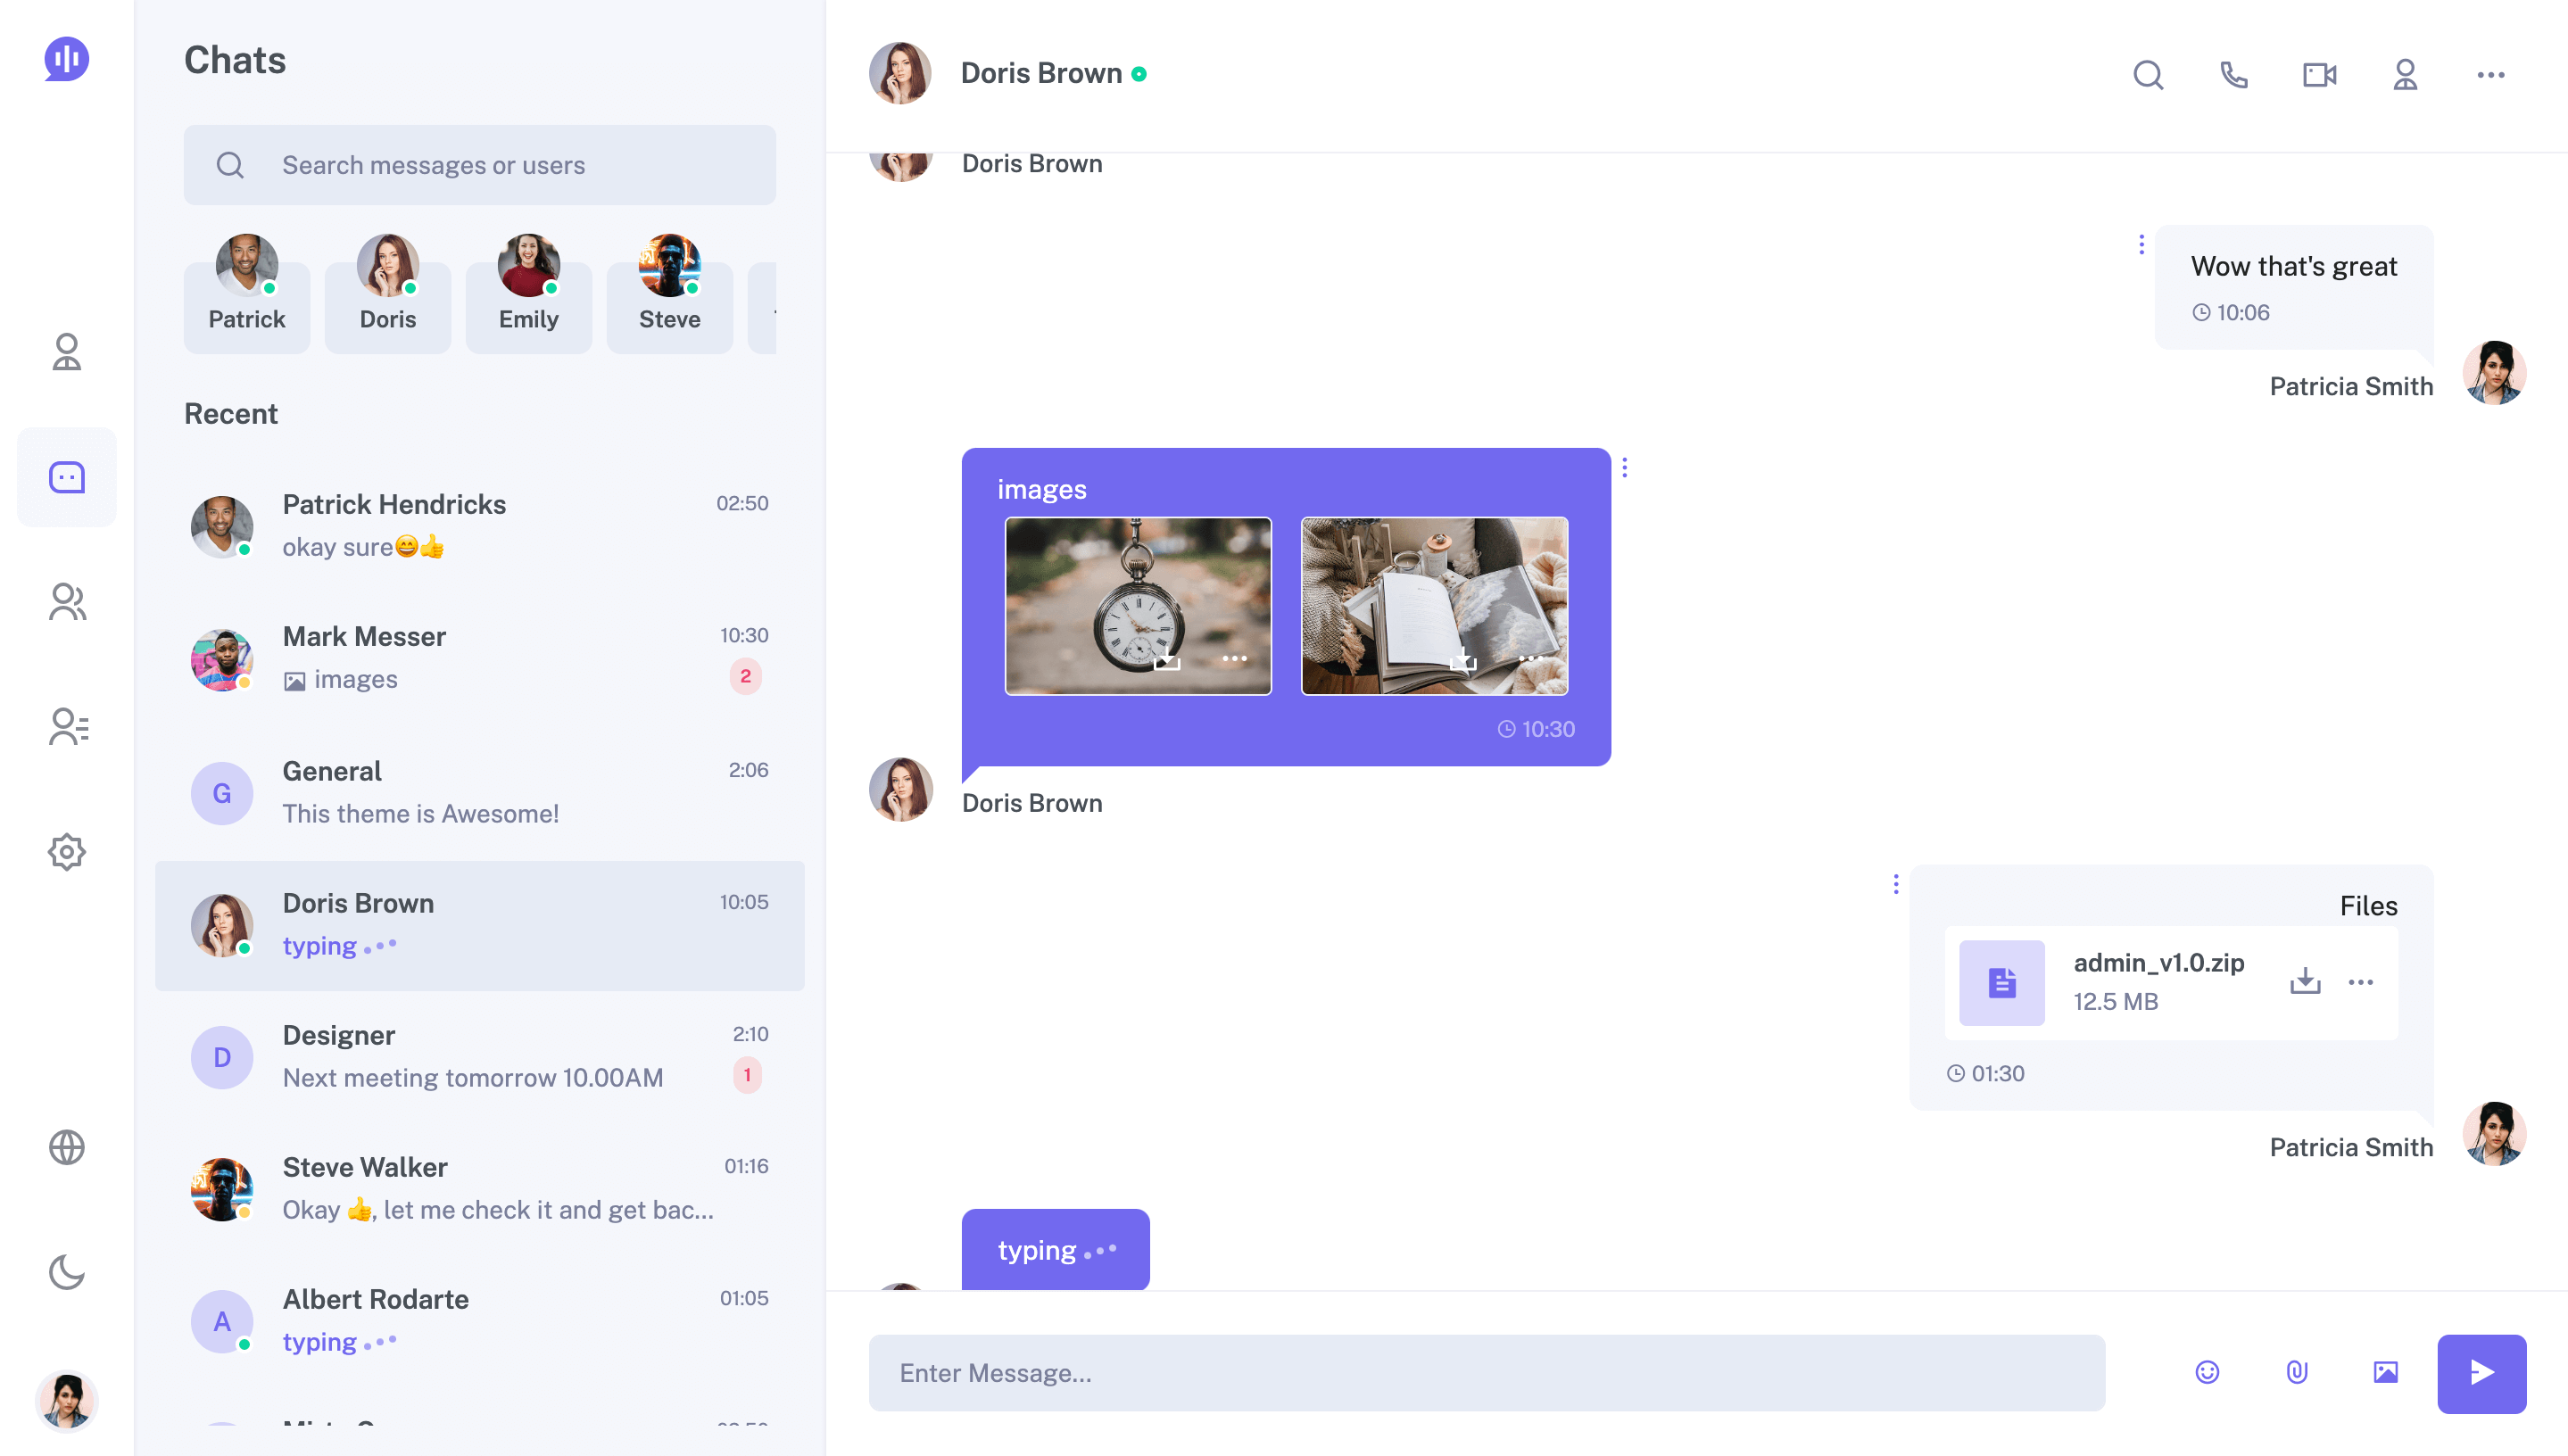 Chats
Search messages or users
Patrick
Doris
Emily
Steve
Recent
Patrick Hendricks
02:50
okay sure😄👍
Mark Messer
10:30
images
2
General
2:06
G
This theme is Awesome!
Doris Brown
10:05
typing
Designer
2:10
D
Next meeting tomorrow 10.00AM
1
Steve Walker
01:16
Okay 👍, let me check it and get bac...
Albert Rodarte
01:05
A
typing
Doris Brown
Doris Brown
Wow that's great
10:06
Patricia Smith
images
10:30
Doris Brown
Files
admin_v1.0.zip
12.5 MB
01:30
Patricia Smith
typing
Enter Message...